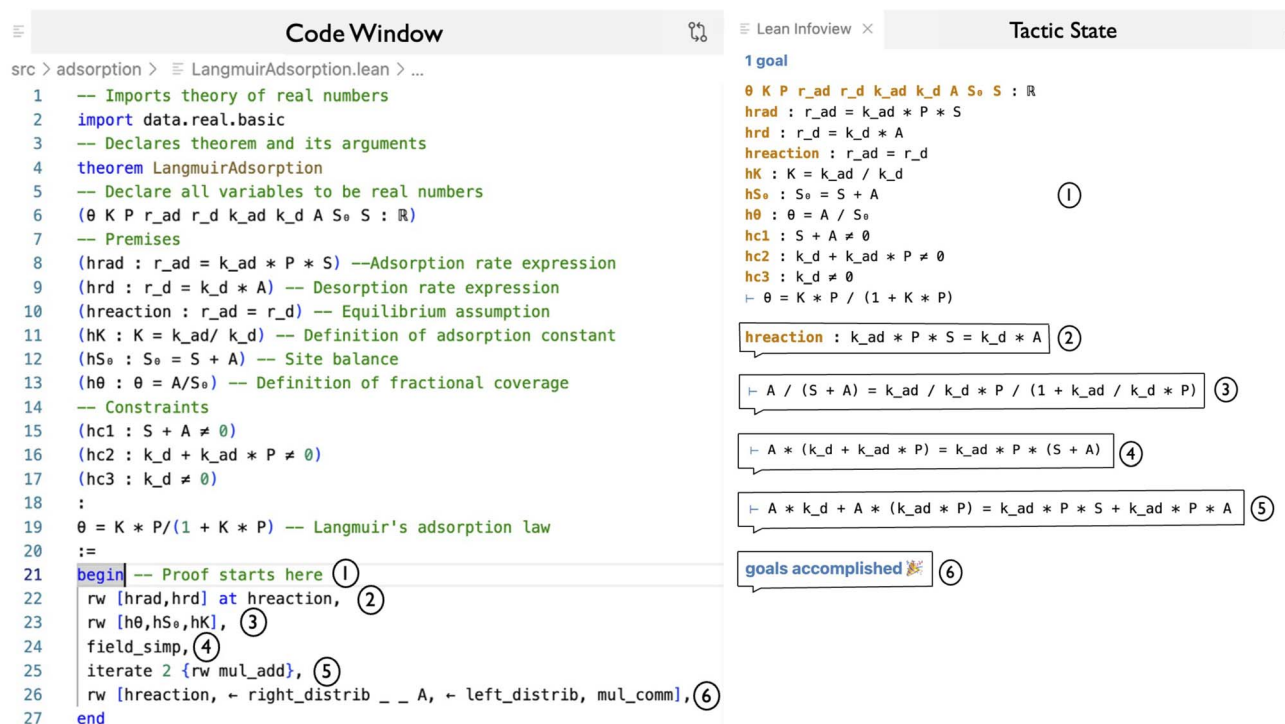 Code Window
src > adsorption > LangmuirAdsorption.lean > ...
1 -- Imports theory of real numbers
2 import data.real.basic
3 -- Declares theorem and its arguments
4 theorem LangmuirAdsorption
5 -- Declare all variables to be real numbers
6 (θ K P r_ad r_d k_ad k_d A S₀ S : ℝ)
7 -- Premises
8 (hrad : r_ad = k_ad * P * S) --Adsorption rate expression
9 (hrd : r_d = k_d * A) -- Desorption rate expression
10 (hreaction : r_ad = r_d) -- Equilibrium assumption
11 (hK : K = k_ad/ k_d) -- Definition of adsorption constant
12 (hS₀ : S₀ = S + A) -- Site balance
13 (hθ : θ = A/S₀) -- Definition of fractional coverage
14 -- Constraints
15 (hc1 : S + A ≠ 0)
16 (hc2 : k_d + k_ad * P ≠ 0)
17 (hc3 : k_d ≠ 0)
18 :
19 θ = K * P/(1 + K * P) -- Langmuir's adsorption law
20 :=
21 begin -- Proof starts here ①
22 rw [hrad,hrd] at hreaction, ②
23 rw [hθ,hS₀,hK], ③
24 field_simp, ④
25 iterate 2 {rw mul_add}, ⑤
26 rw [hreaction, ← right_distrib _ _ A, ← left_distrib, mul_comm], ⑥
27 end
Lean Infoview ×
Tactic State
1 goal
θ K P r_ad r_d k_ad k_d A S₀ S : ℝ
hrad : r_ad = k_ad * P * S
hrd : r_d = k_d * A
hreaction : r_ad = r_d
hK : K = k_ad / k_d
hS₀ : S₀ = S + A ①
hθ : θ = A / S₀
hc1 : S + A ≠ 0
hc2 : k_d + k_ad * P ≠ 0
hc3 : k_d ≠ 0
⊢ θ = K * P / (1 + K * P)
hreaction : k_ad * P * S = k_d * A ②
⊢ A / (S + A) = k_ad / k_d * P / (1 + k_ad / k_d * P) ③
⊢ A * (k_d + k_ad * P) = k_ad * P * (S + A) ④
⊢ A * k_d + A * (k_ad * P) = k_ad * P * S + k_ad * P * A ⑤
goals accomplished 🎉 ⑥